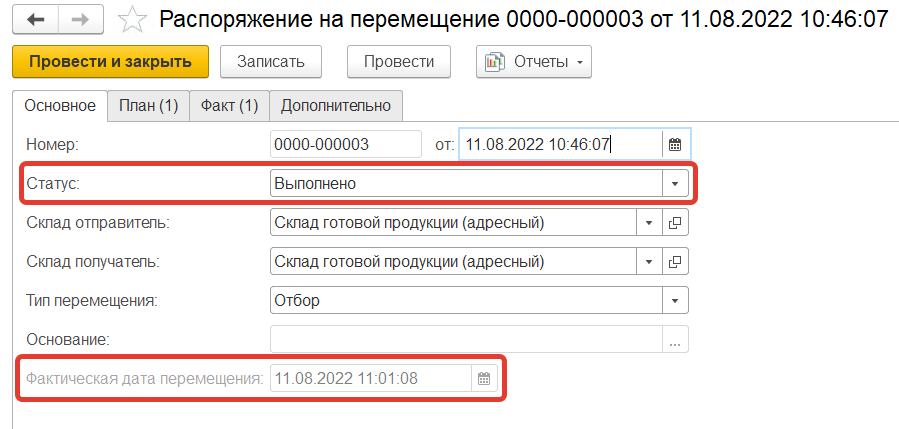 Распоряжение на перемещение 0000-000003 от 11.08.2022 10:46:07
Провести и закрыть Записать Провести Отчеты
Основное План (1) Факт (1) Дополнительно
Номер: 0000-000003 от: 11.08.2022 10:46:07
Статус: Выполнено
Склад отправитель: Склад готовой продукции (адресный)
Склад получатель: Склад готовой продукции (адресный)
Тип перемещения: Отбор
Основание: ...
Фактическая дата перемещения: 11.08.2022 11:01:08